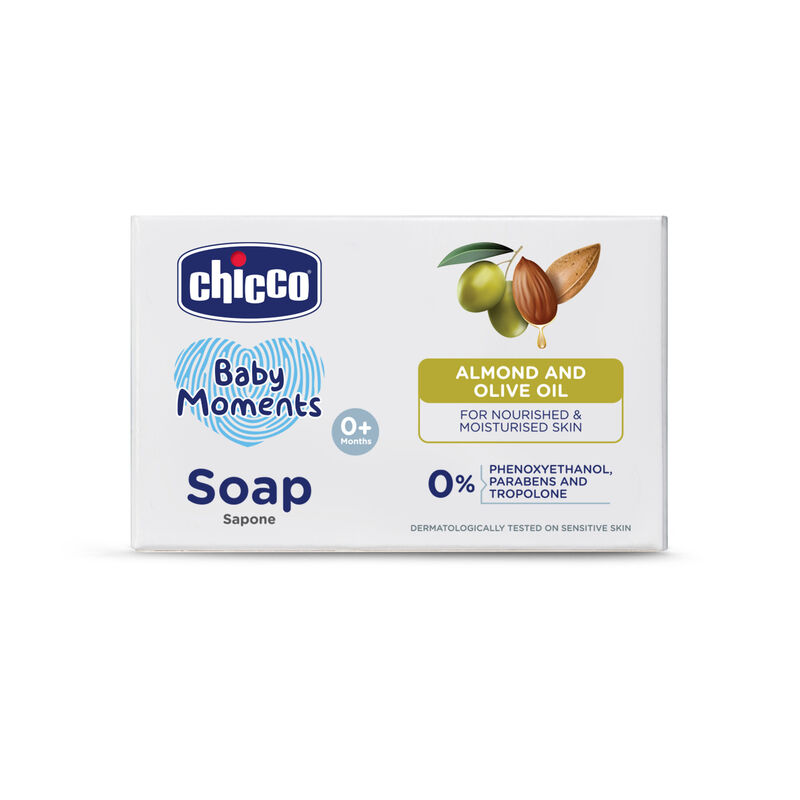 chicco
Baby
Moments
0+
Months
Soap
Sapone
ALMOND AND
OLIVE OIL
FOR NOURISHED &
MOISTURISED SKIN
0%
PHENOXYETHANOL,
PARABENS AND
TROPOLONE
DERMATOLOGICALLY TESTED ON SENSITIVE SKIN